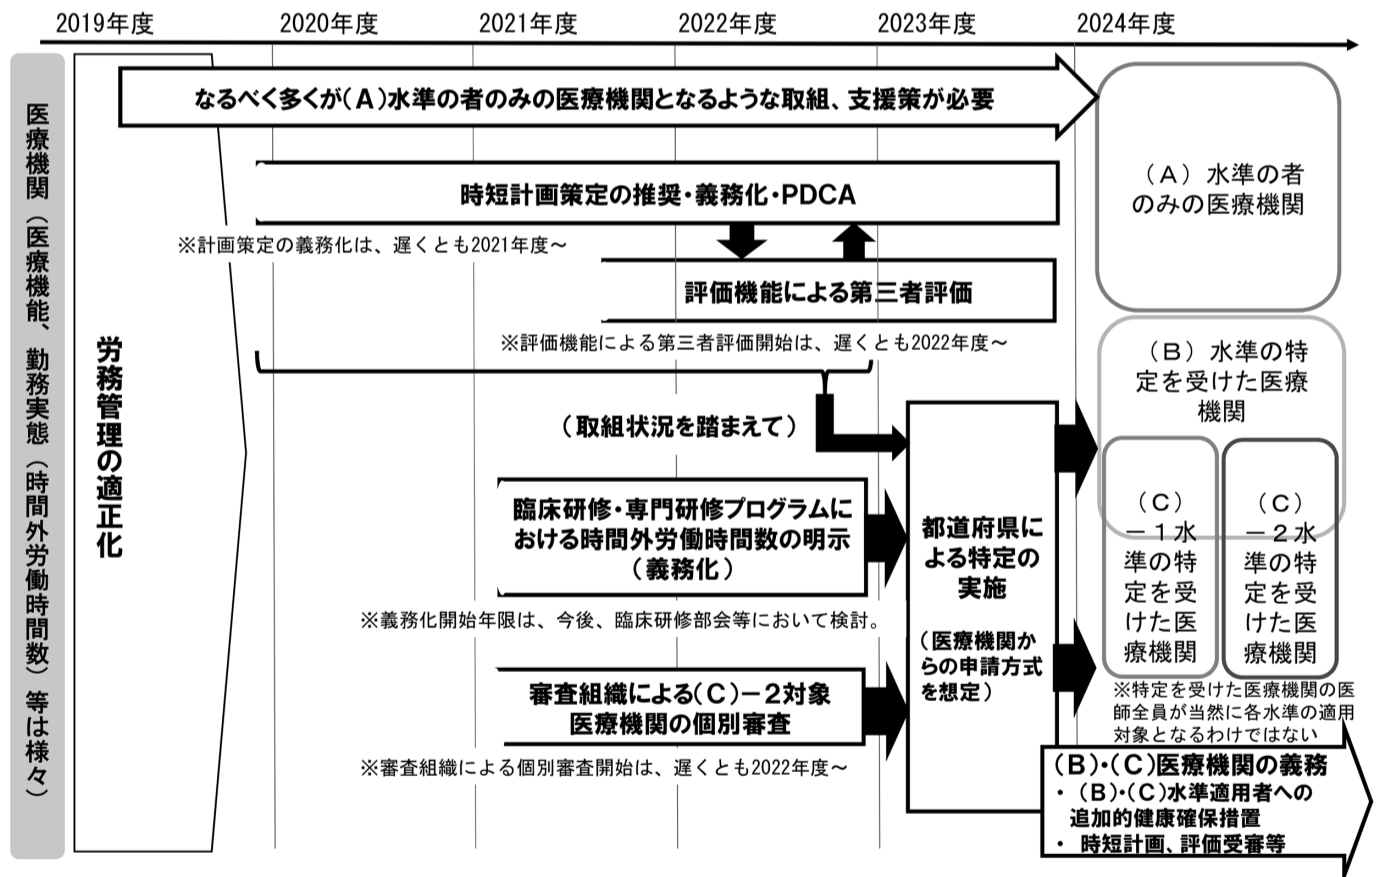 2019年度
2020年度
2021年度
2022年度
2023年度
2024年度
医療機関（医療機能、勤務実態（時間外労働時間数）等は様々）
労務管理の適正化
なるべく多くが（A）水準の者のみの医療機関となるような取組、支援策が必要
時短計画策定の推奨・義務化・PDCA
※計画策定の義務化は、遅くとも2021年度～
評価機能による第三者評価
※評価機能による第三者評価開始は、遅くとも2022年度～
（取組状況を踏まえて）
臨床研修・専門研修プログラムに
おける時間外労働時間数の明示
（義務化）
※義務化開始年限は、今後、臨床研修部会等において検討。
審査組織による（C）－2対象
医療機関の個別審査
※審査組織による個別審査開始は、遅くとも2022年度～
都道府県に
よる特定の
実施
（医療機関か
らの申請方式
を想定）
（A）水準の者
のみの医療機関
（B）水準の特
定を受けた医療
機関
（C）
－1水
準の特
定を受
けた医
療機関
（C）
－2水
準の特
定を受
けた医
療機関
※特定を受けた医療機関の医
師全員が当然に各水準の適用
対象となるわけではない
（B）・（C）医療機関の義務
・（B）・（C）水準適用者への
追加的健康確保措置
・ 時短計画、評価受審等